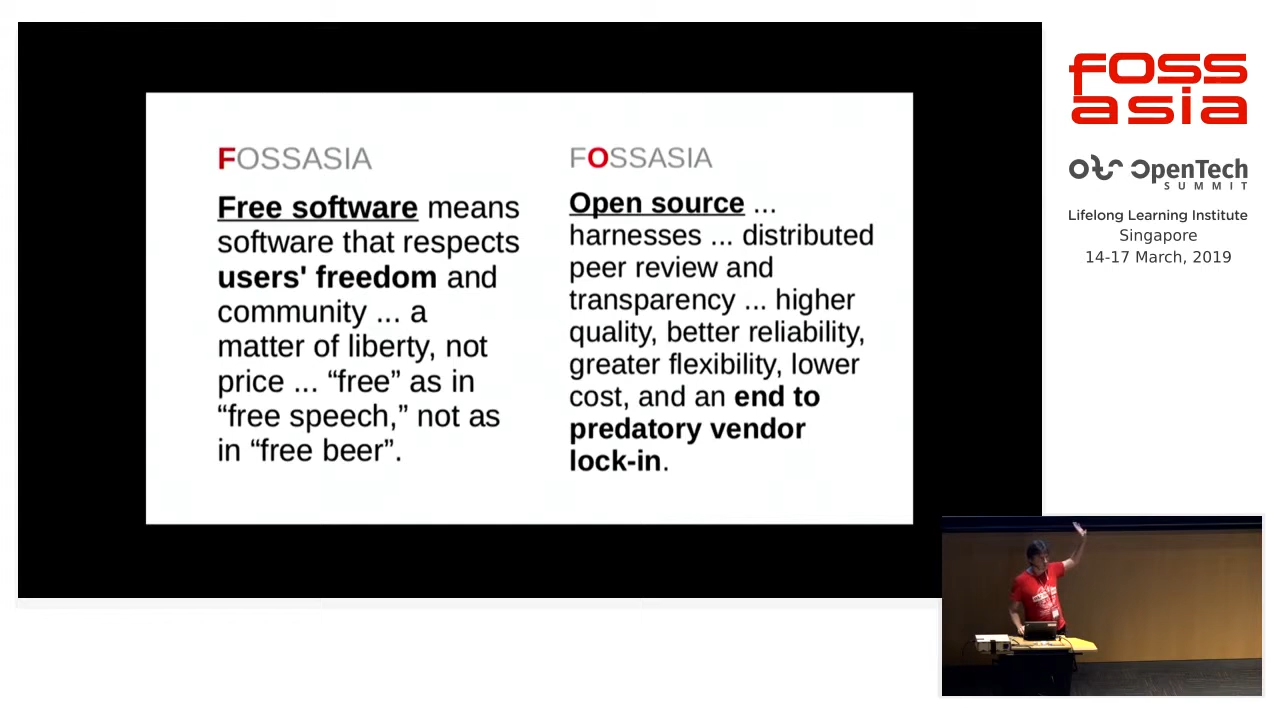 FOSSASIA
Free software means
software that respects
users' freedom and
community ... a
matter of liberty, not
price ... “free” as in
“free speech,” not as
in “free beer”.
FOSSASIA
Open source ...
harnesses ... distributed
peer review and
transparency ... higher
quality, better reliability,
greater flexibility, lower
cost, and an end to
predatory vendor
lock-in.
foss
asia
OpenTech
SUMMIT
Lifelong Learning Institute
Singapore
14-17 March, 2019